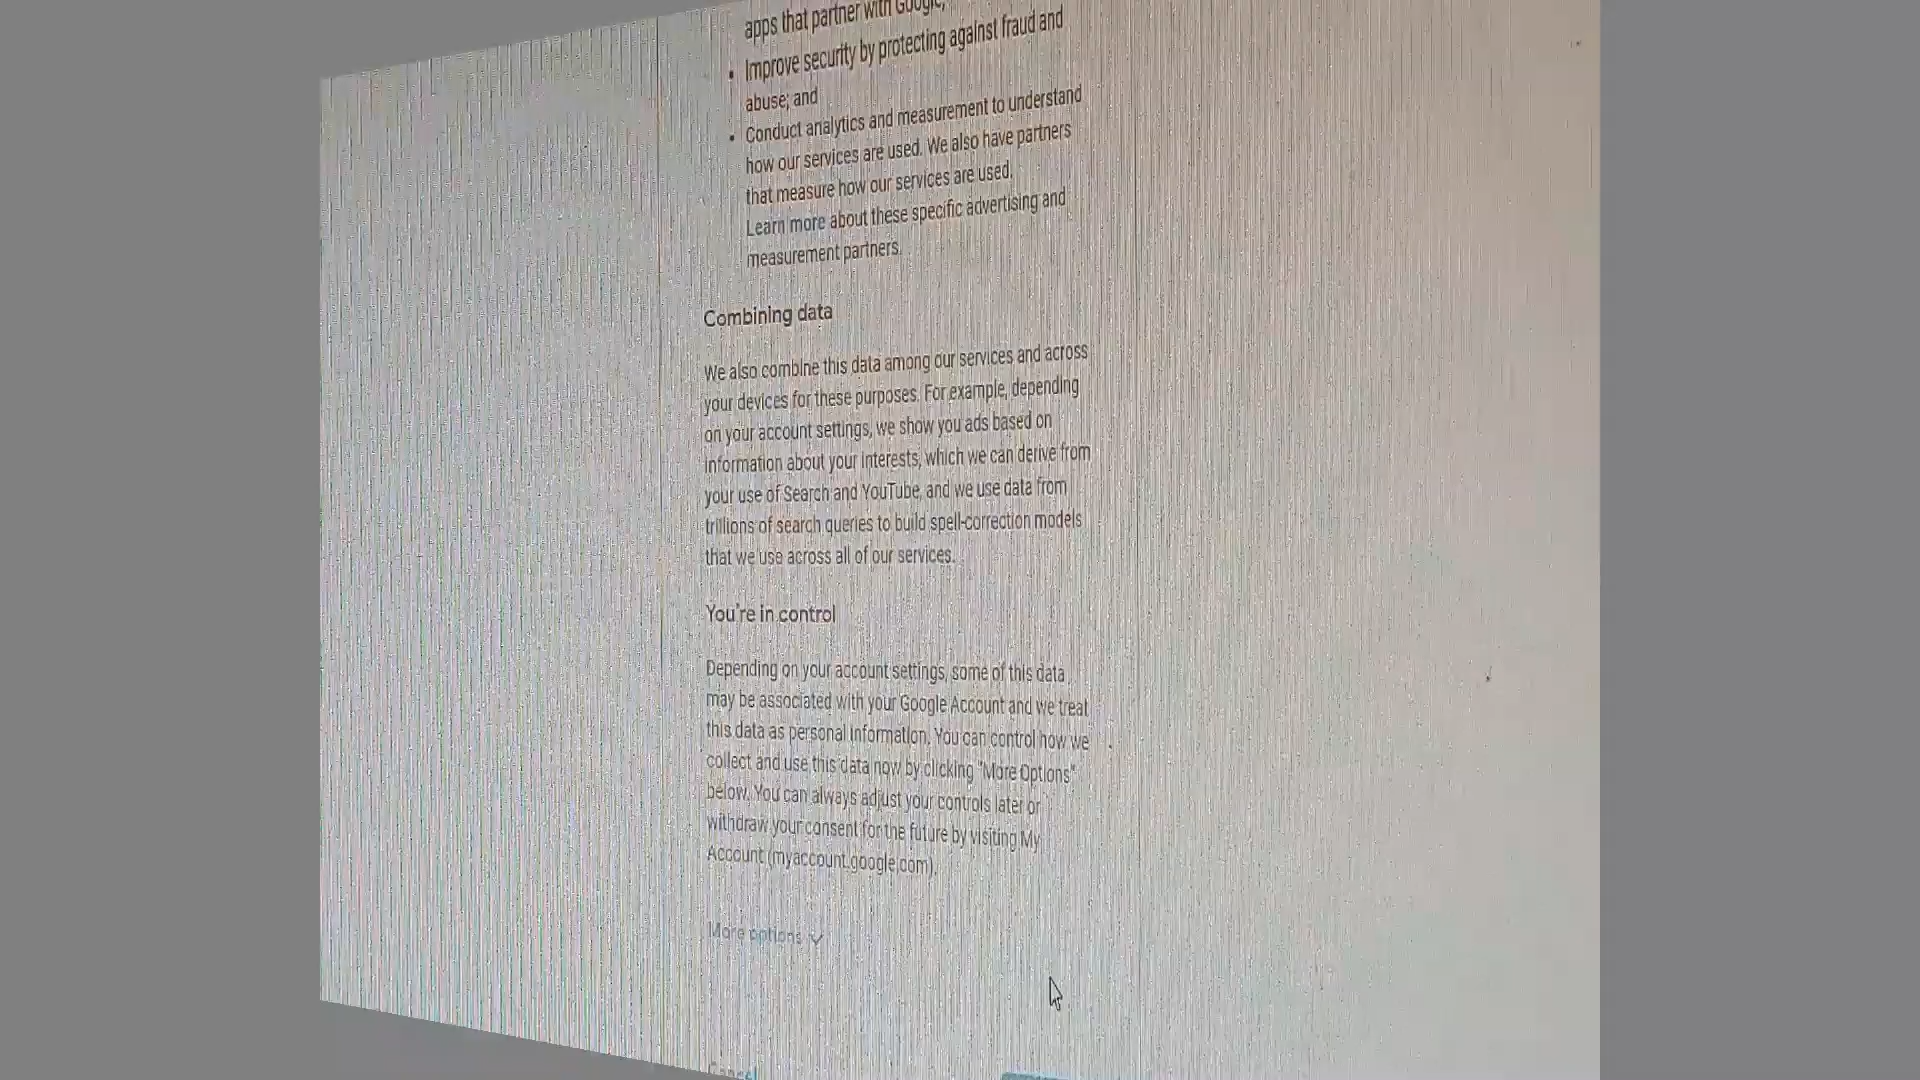 apps that partner with Google;
• Improve security by protecting against fraud and
abuse; and
• Conduct analytics and measurement to understand
how our services are used. We also have partners
that measure how our services are used.
Learn more about these specific advertising and
measurement partners.
Combining data
We also combine this data among our services and across
your devices for these purposes. For example, depending
on your account settings, we show you ads based on
information about your interests, which we can derive from
your use of Search and YouTube, and we use data from
trillions of search queries to build spell-correction models
that we use across all of our services.
You're in control
Depending on your account settings, some of this data
may be associated with your Google Account and we treat
this data as personal information. You can control how we
collect and use this data now by clicking "More Options"
below. You can always adjust your controls later or
withdraw your consent for the future by visiting My
Account (myaccount.google.com).
More options
Cancel